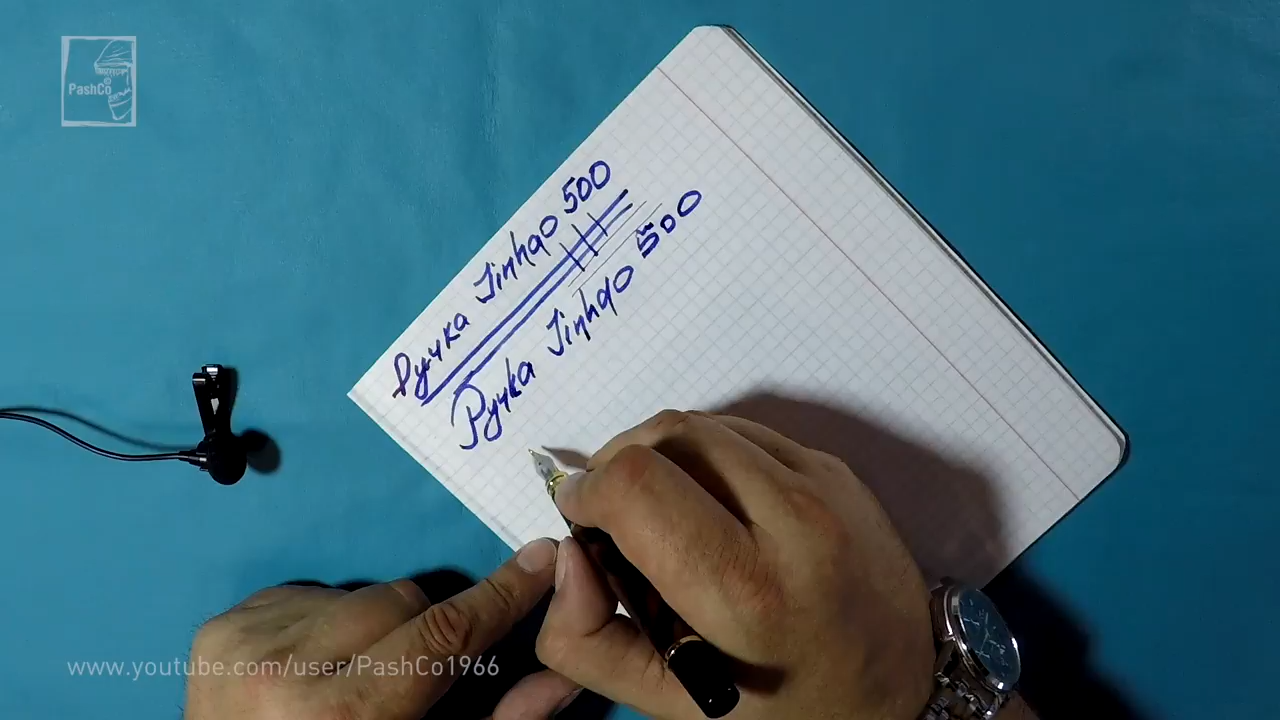 PashCo
Ручка Jinhao 500
Ручка Jinhao 500
www.youtube.com/user/PashCo1966